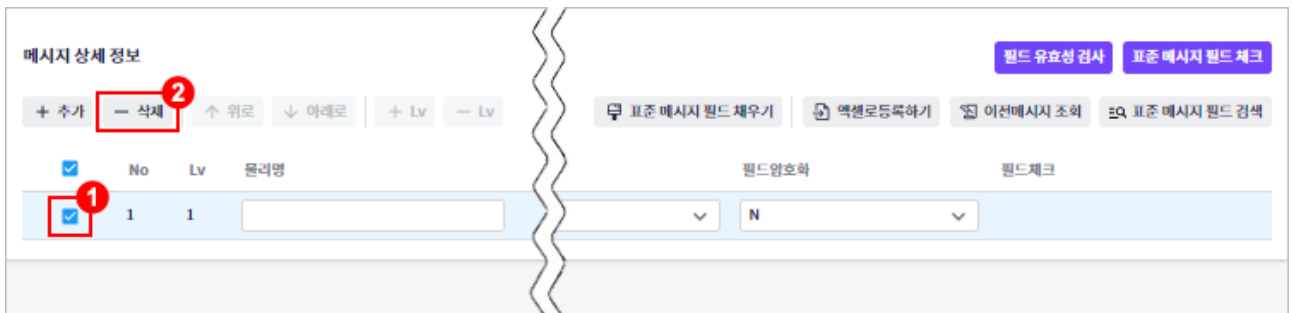 메시지 상세 정보
필드 유효성 검사 표준 메시지 필드 체크
2
+ 추가 − 삭제 ↑ 위로 ↓ 아래로 + Lv − Lv 표준 메시지 필드 채우기 엑셀로등록하기 이전메시지 조회 표준 메시지 필드 검색
No Lv 물리명 필드암호화 필드체크
1
1 1 N